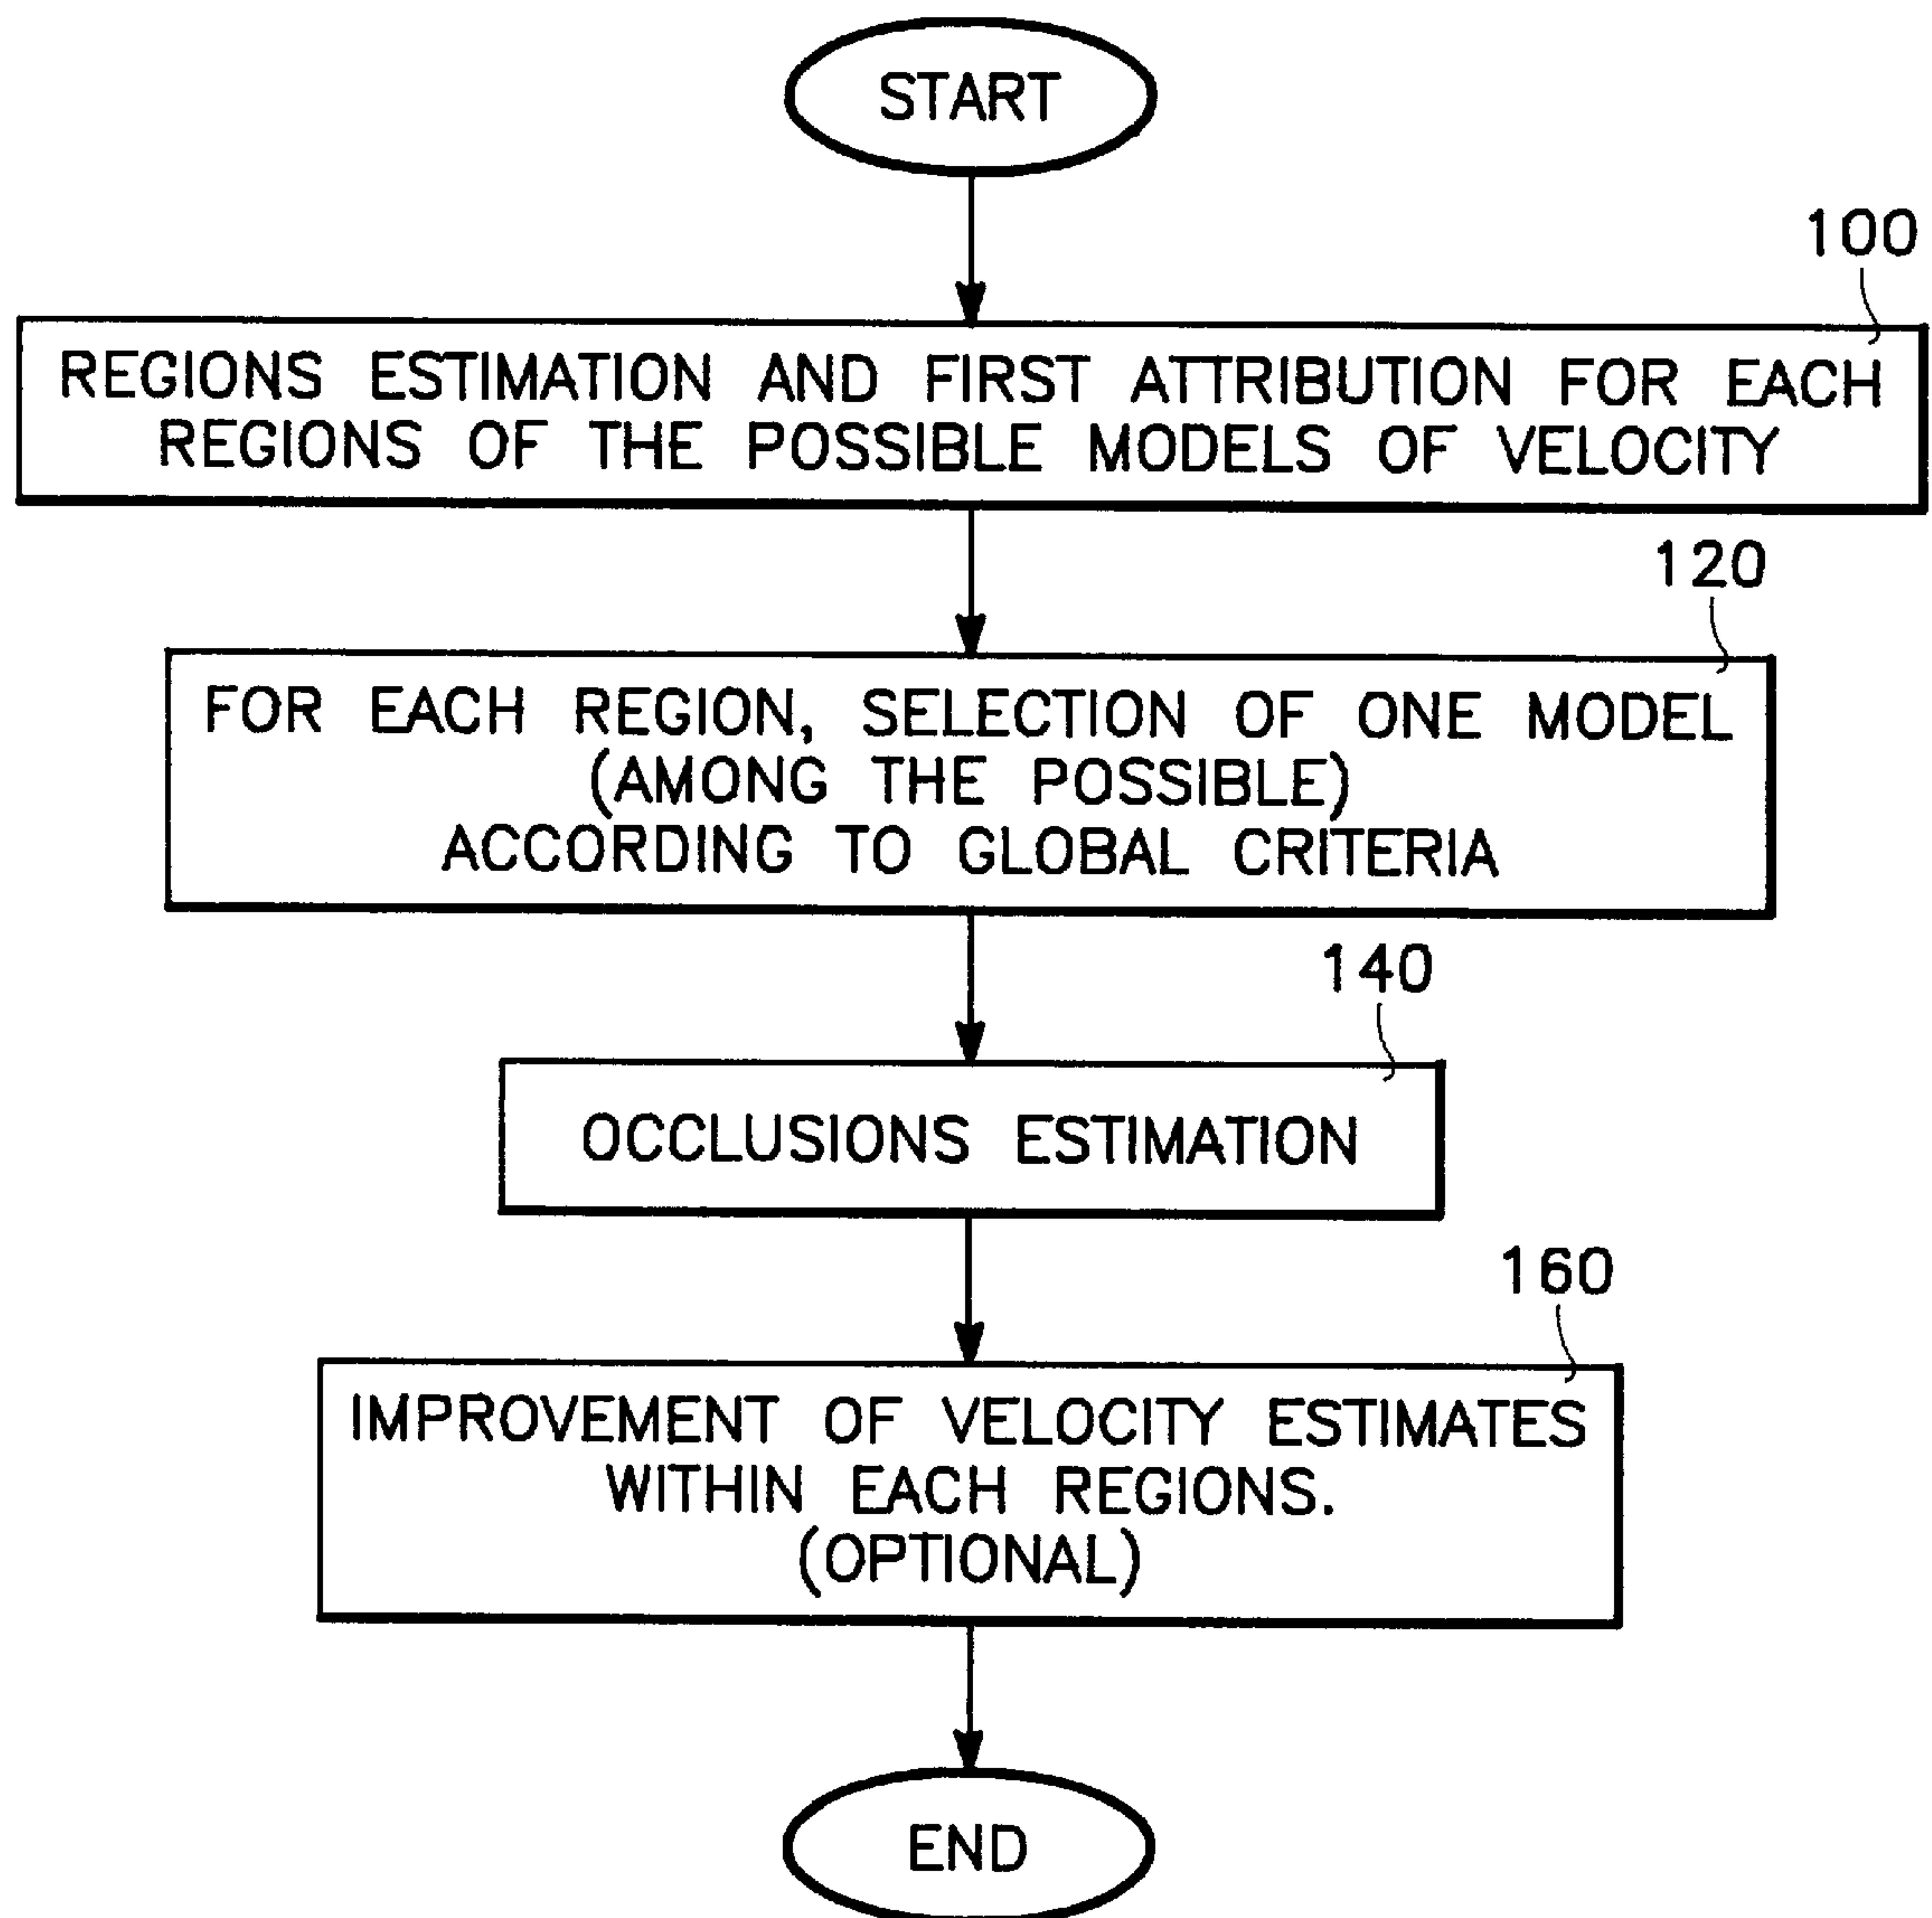 START
100
REGIONS ESTIMATION AND FIRST ATTRIBUTION FOR EACH
REGIONS OF THE POSSIBLE MODELS OF VELOCITY
120
FOR EACH REGION, SELECTION OF ONE MODEL
(AMONG THE POSSIBLE)
ACCORDING TO GLOBAL CRITERIA
140
OCCLUSIONS ESTIMATION
160
IMPROVEMENT OF VELOCITY ESTIMATES
WITHIN EACH REGIONS.
(OPTIONAL)
END